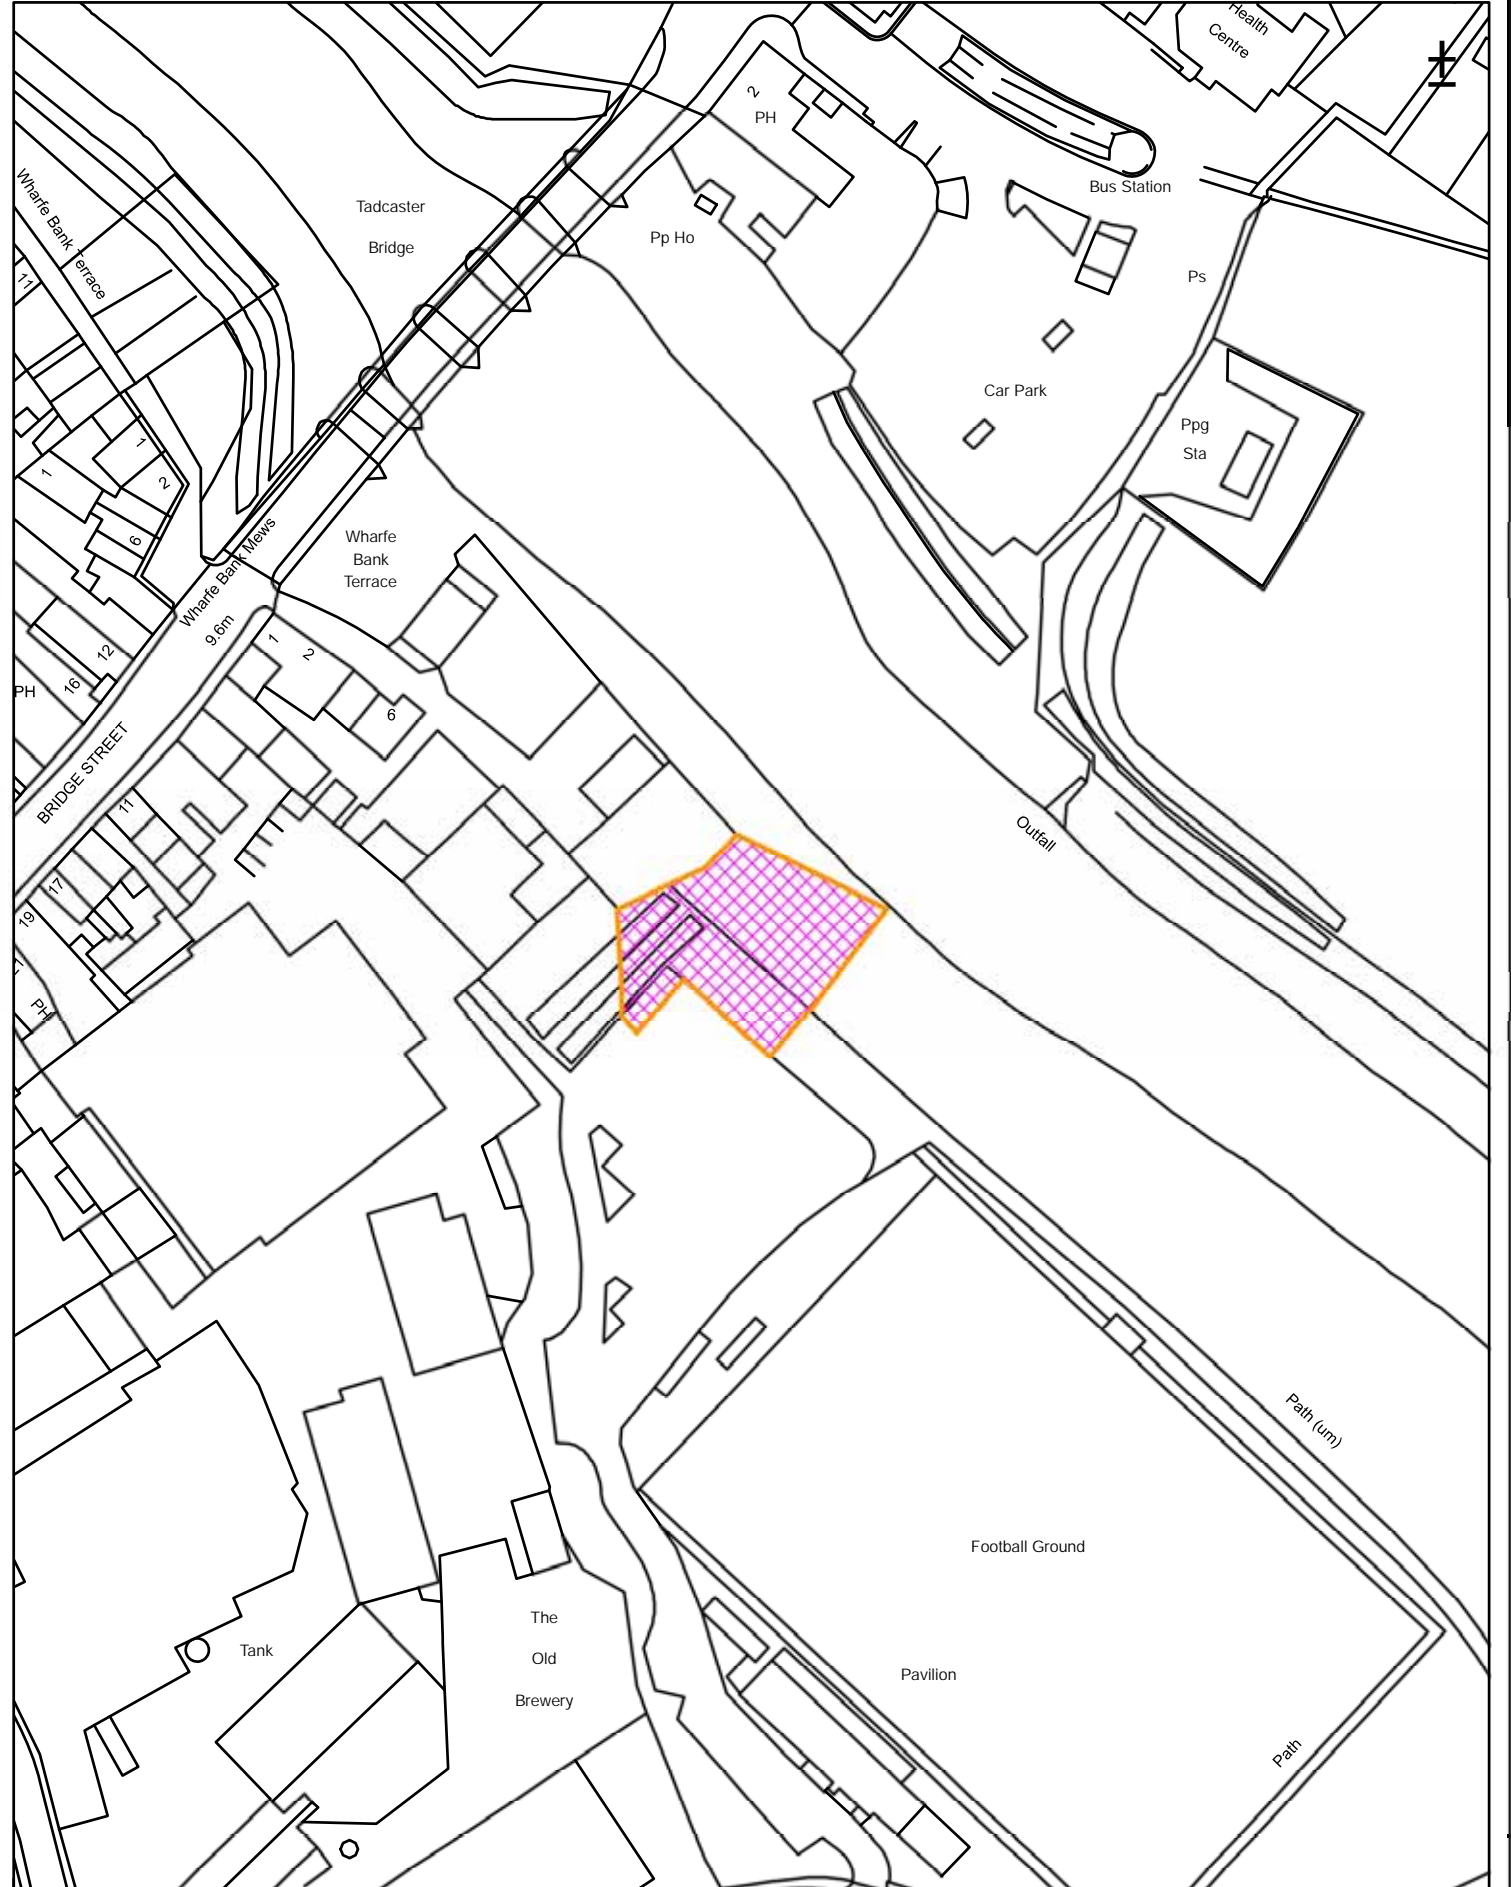 Health
Centre
2
PH
Bus Station
Wharfe Bank Terrace
Tadcaster
Bridge
Pp Ho
11
Ps
Car Park
Ppg
Sta
1
1
2
6
Wharfe
Bank
Terrace
Wharfe Bank Mews
9.6m
12
16
PH
1
2
6
BRIDGE STREET
11
17
19
PH
Outfall
Path (um)
Football Ground
The
Old
Brewery
Tank
Pavilion
Path